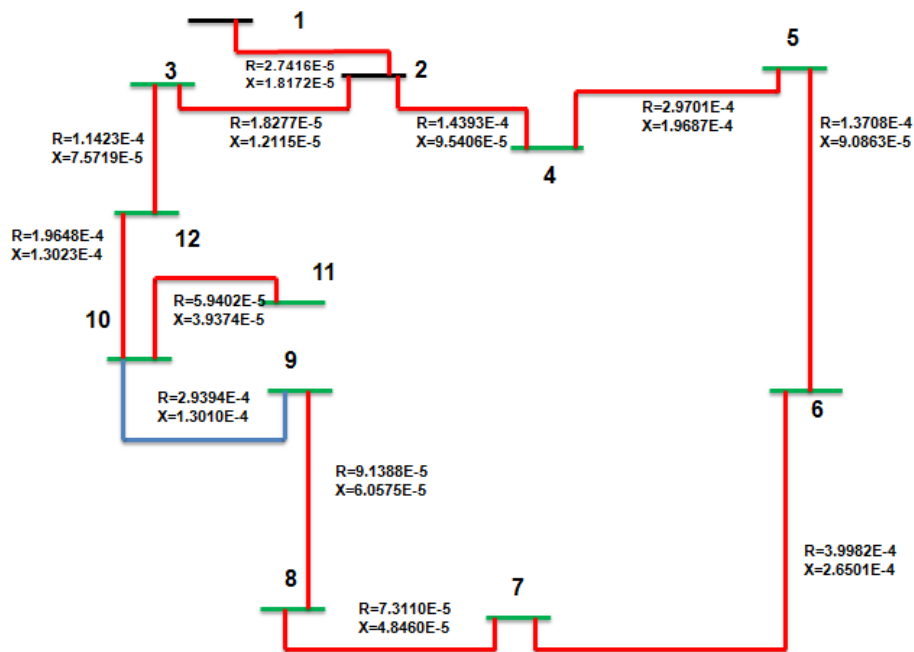 1
R=2.7416E-5
X=1.8172E-5
2
3
5
R=1.8277E-5
X=1.2115E-5
R=1.4393E-4
X=9.5406E-5
R=2.9701E-4
X=1.9687E-4
R=1.3708E-4
X=9.0863E-5
R=1.1423E-4
X=7.5719E-5
4
R=1.9648E-4
X=1.3023E-4
12
11
R=5.9402E-5
X=3.9374E-5
10
9
R=2.9394E-4
X=1.3010E-4
6
R=9.1388E-5
X=6.0575E-5
R=3.9982E-4
X=2.6501E-4
8
7
R=7.3110E-5
X=4.8460E-5